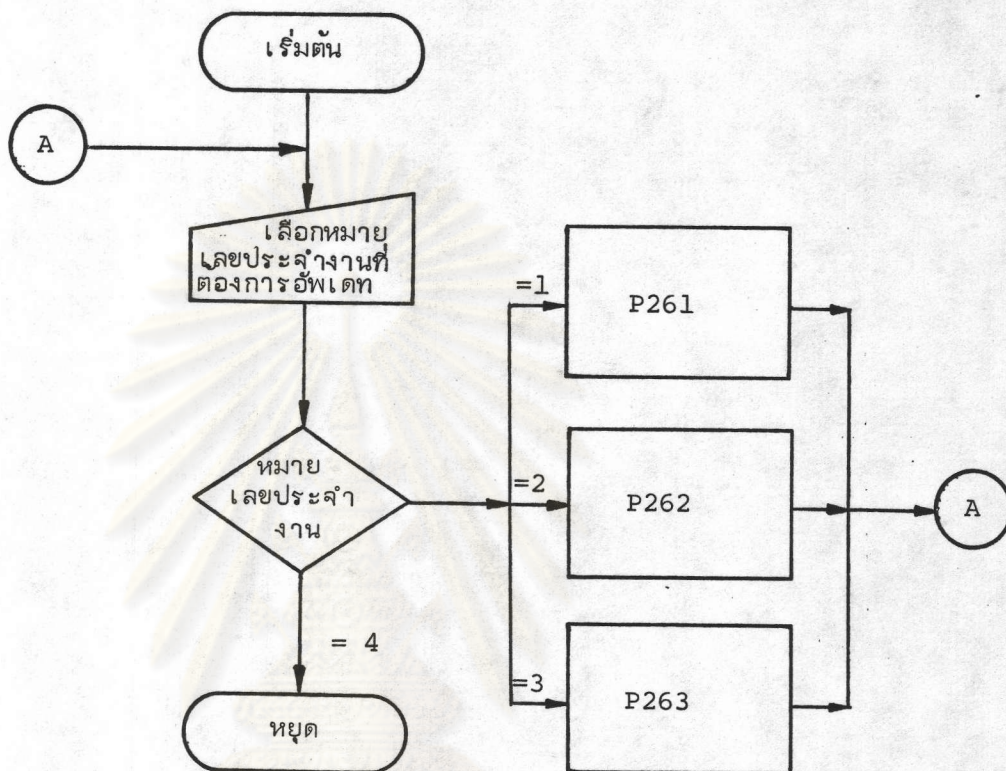 เริ่มต้น
A
เลือกหมาย
เลขประจำงานที่
ต้องการอัพเดท
=1
P261
หมาย
เลขประจำ
งาน
=2
P262
A
= 4
=3
P263
หยุด